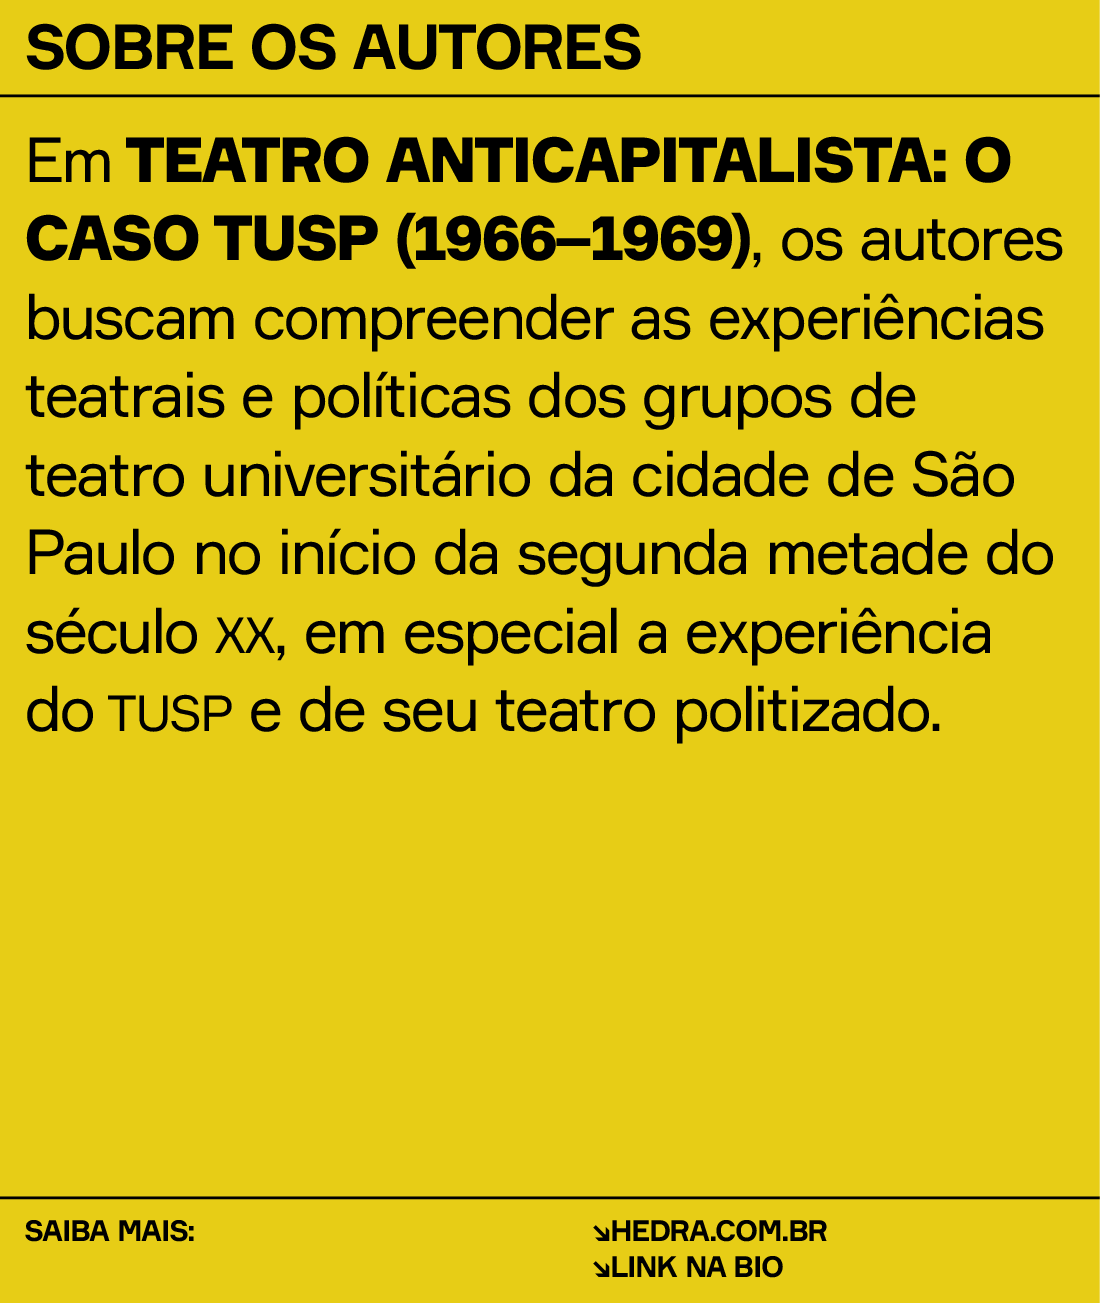 SOBRE OS AUTORES
Em TEATRO ANTICAPITALISTA: O
CASO TUSP (1966–1969), os autores
buscam compreender as experiências
teatrais e políticas dos grupos de
teatro universitário da cidade de São
Paulo no início da segunda metade do
século XX, em especial a experiência
do TUSP e de seu teatro politizado.
SAIBA MAIS:
↘HEDRA.COM.BR
↘LINK NA BIO